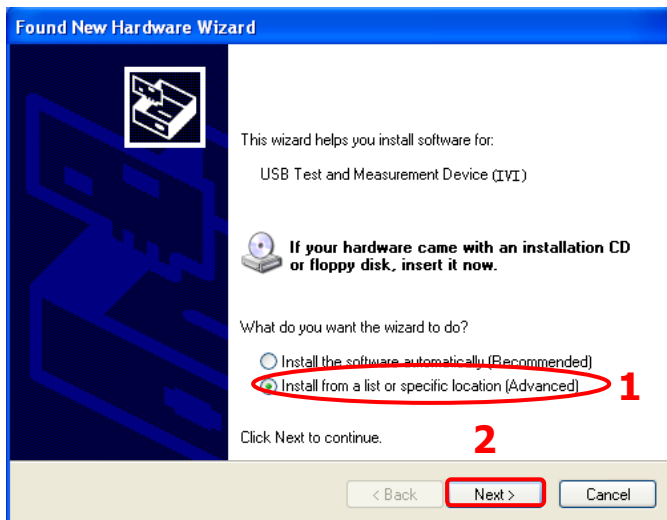 Found New Hardware Wizard
This wizard helps you install software for:
USB Test and Measurement Device (IVI)
If your hardware came with an installation CD
or floppy disk, insert it now.
What do you want the wizard to do?
Install the software automatically (Recommended)
Install from a list or specific location (Advanced)
1
Click Next to continue.
2
< Back
Next >
Cancel